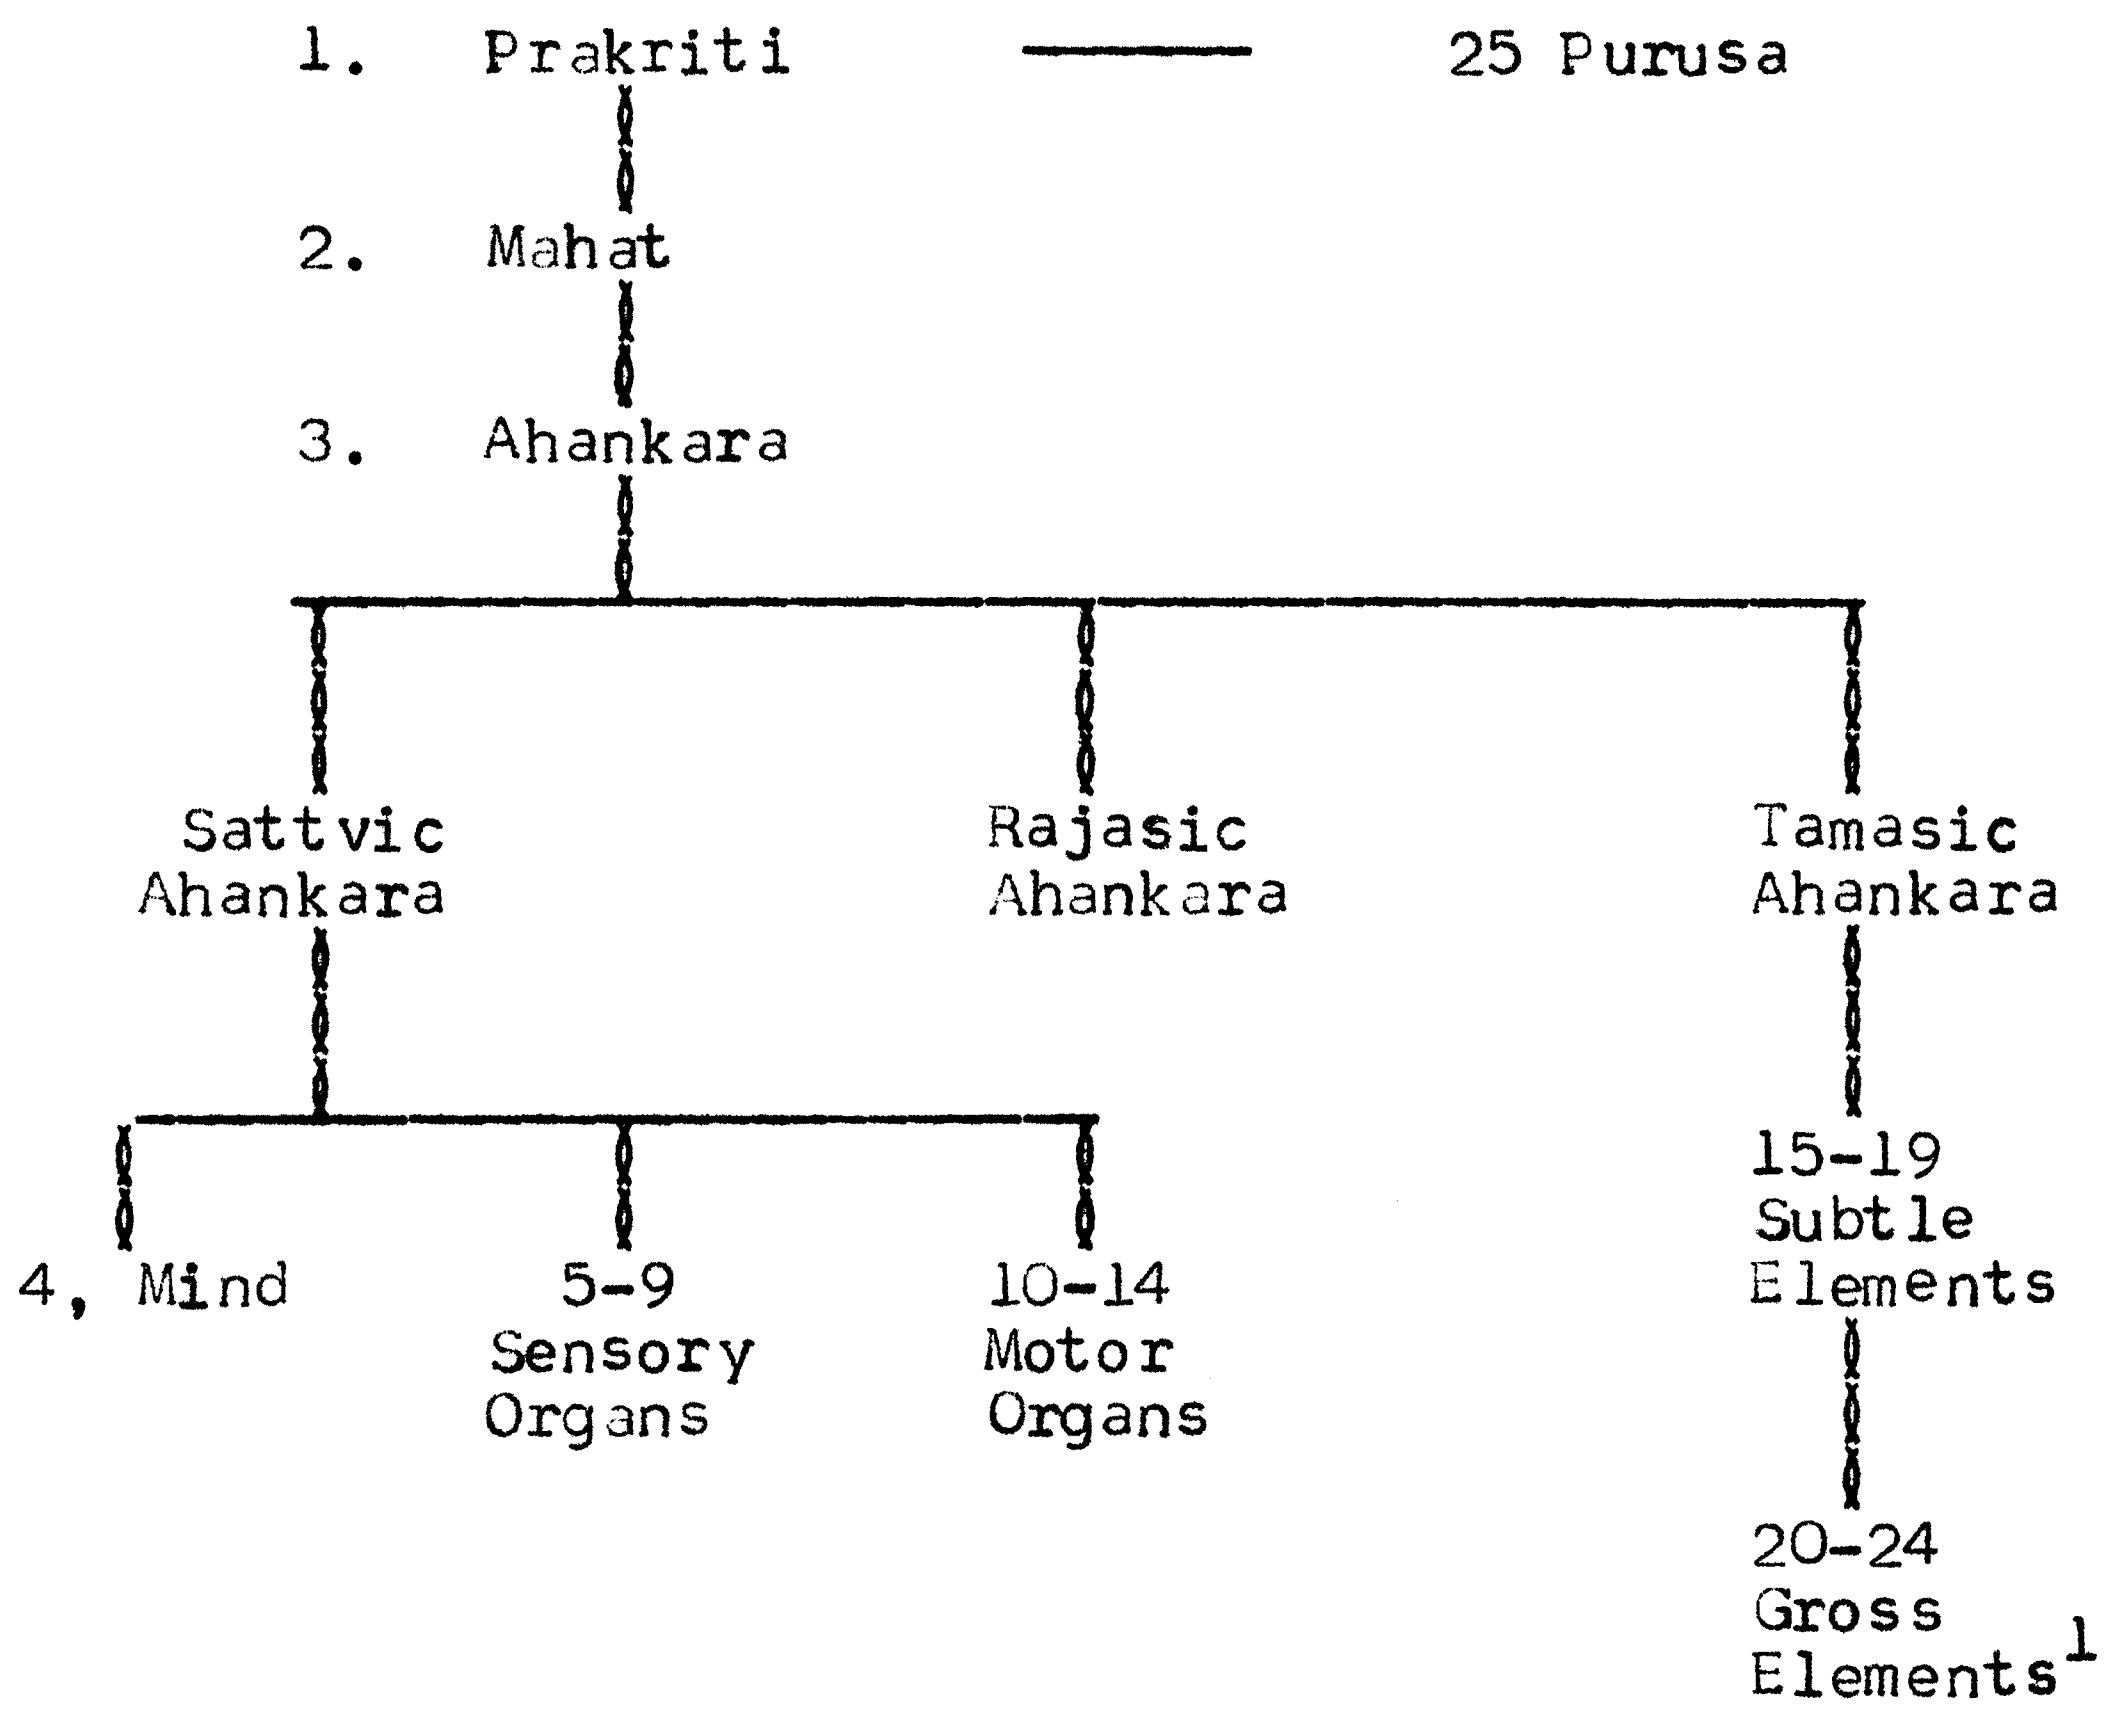 1. Prakriti 25 Purusa
2. Mahat
3. Ahankara
Sattvic Rajasic Tamasic
Ahankara Ahankara Ahankara
15-19
Subtle
4, Mind 5-9 10-14 Elements
Sensory Motor
Organs Organs
20-24
Gross
Elements1